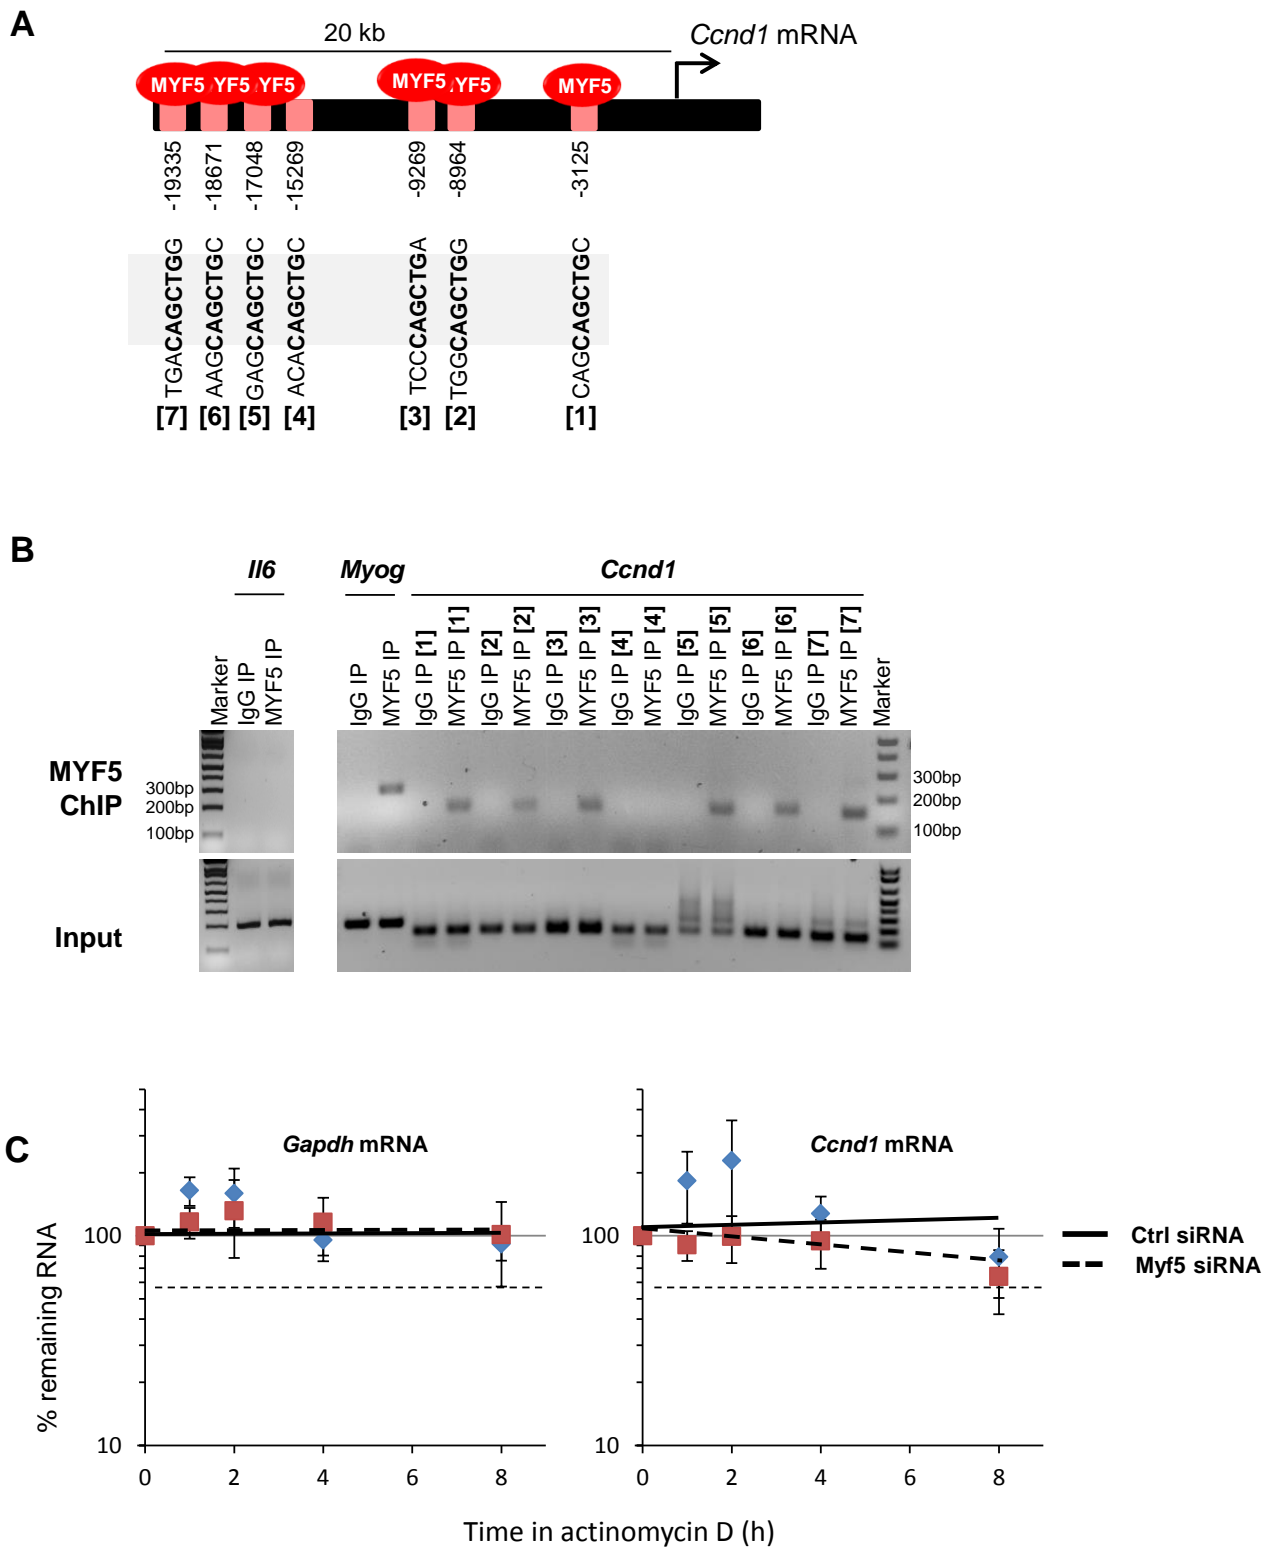 A
20 kb
Ccnd1 mRNA
MYF5 YF5 YF5
MYF5 YF5
MYF5
-19335
-18671
-17048
-15269
-9269
-8964
-3125
TGACAGCTGG
AAGCAGCTGC
GAGCAGCTGC
ACACAGCTGC
TCCCAGCTGA
TGGCAGCTGG
CAGCAGCTGC
[7] [6] [5] [4] [3] [2] [1]
B
Il6
Myog
Ccnd1
Marker
IgG IP
MYF5 IP
IgG IP
MYF5 IP
IgG IP [1]
MYF5 IP [1]
IgG IP [2]
MYF5 IP [2]
IgG IP [3]
MYF5 IP [3]
IgG IP [4]
MYF5 IP [4]
IgG IP [5]
MYF5 IP [5]
IgG IP [6]
MYF5 IP [6]
IgG IP [7]
MYF5 IP [7]
Marker
MYF5
ChIP
300bp
200bp
100bp
300bp
200bp
100bp
Input
C
Gapdh mRNA
Ccnd1 mRNA
% remaining RNA
100
10
0 2 4 6 8
100
10
0 2 4 6 8
Ctrl siRNA
Myf5 siRNA
Time in actinomycin D (h)